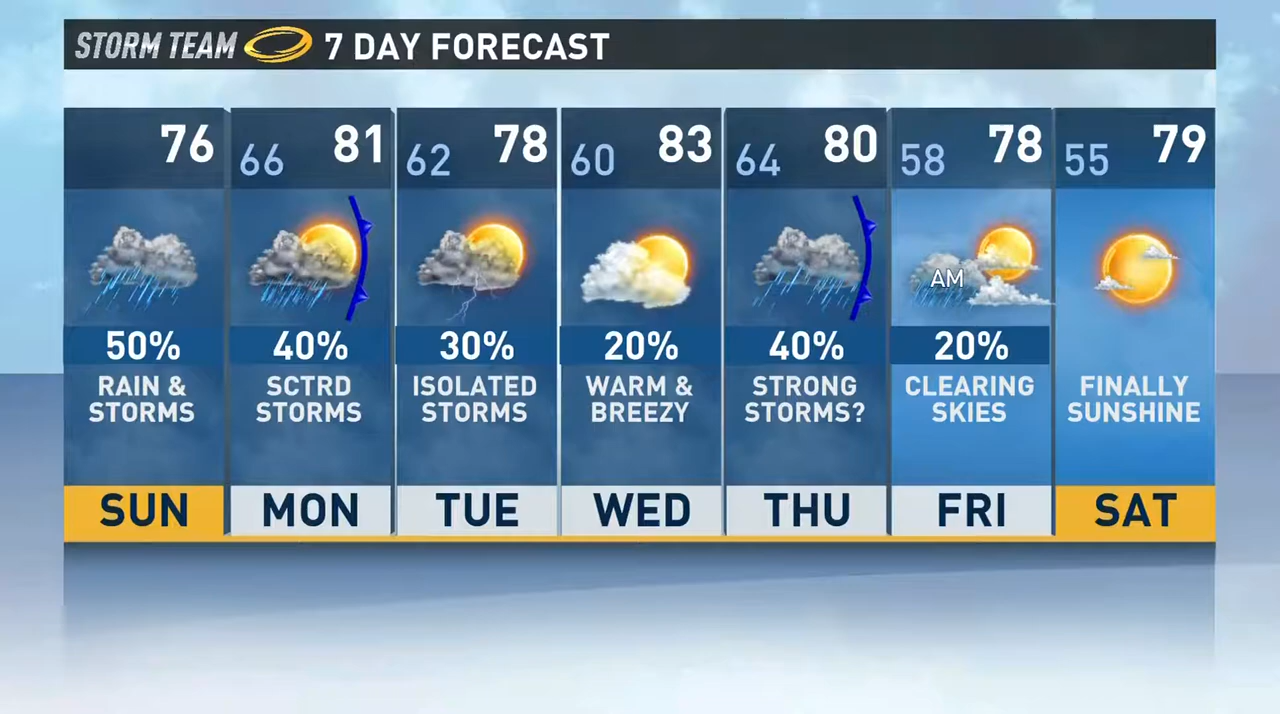 STORM TEAM 7 DAY FORECAST
76
66 81
62 78
60 83
64 80
58 78
55 79
AM
50%
40%
30%
20%
40%
20%
RAIN &
STORMS
SCTRD
STORMS
ISOLATED
STORMS
WARM &
BREEZY
STRONG
STORMS?
CLEARING
SKIES
FINALLY
SUNSHINE
SUN
MON
TUE
WED
THU
FRI
SAT